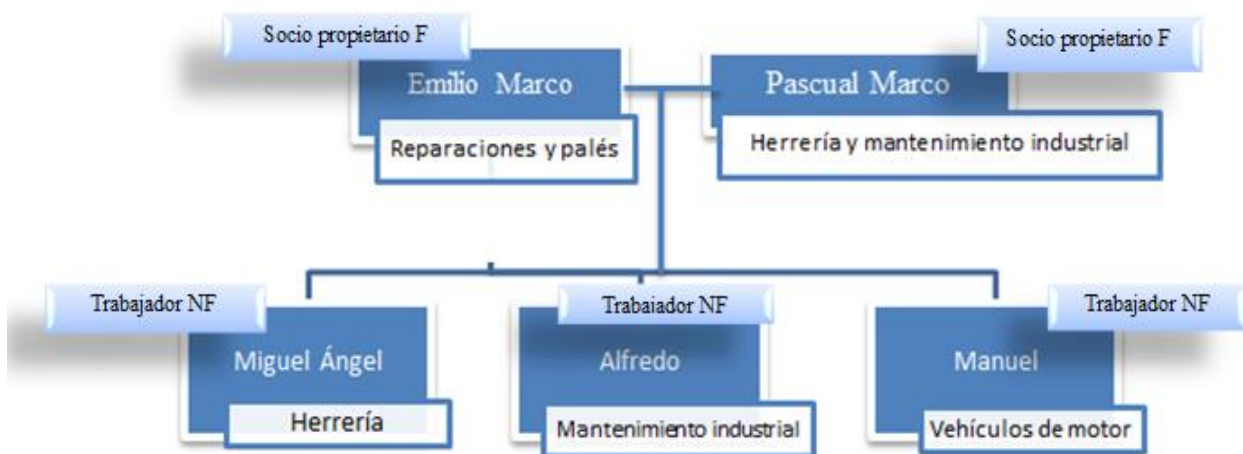 Socio propietario F
Emilio Marco
Reparaciones y palés
Socio propietario F
Pascual Marco
Herrería y mantenimiento industrial
Trabajador NF
Miguel Ángel
Herrería
Trabaiador NF
Alfredo
Mantenimiento industrial
Trabajador NF
Manuel
Vehículos de motor